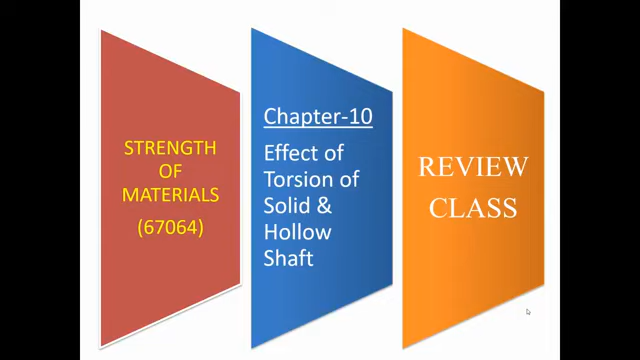 STRENGTH
OF
MATERIALS
(67064)
Chapter-10
Effect of
Torsion of
Solid &
Hollow
Shaft
REVIEW
CLASS